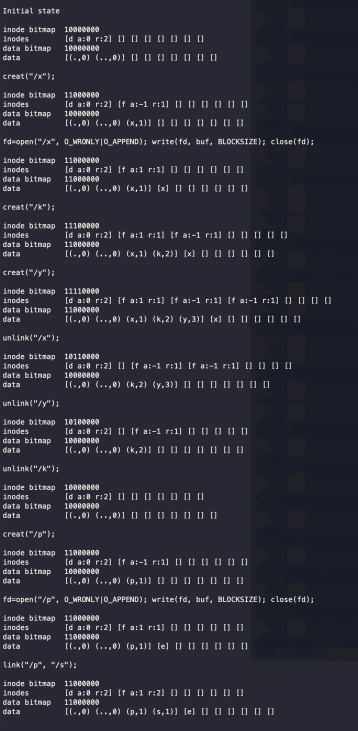 Initial state
inode bitmap  10000000
inodes        [d a:0 r:2] [] [] [] [] [] [] []
data bitmap   10000000
data          [(.,0) (..,0)] [] [] [] [] [] [] []
creat("/x");
inode bitmap  11000000
inodes        [d a:0 r:2] [f a:-1 r:1] [] [] [] [] [] []
data bitmap   10000000
data          [(.,0) (..,0) (x,1)] [] [] [] [] [] [] []
fd=open("/x", O_WRONLY|O_APPEND); write(fd, buf, BLOCKSIZE); close(fd);
inode bitmap  11000000
inodes        [d a:0 r:2] [f a:1 r:1] [] [] [] [] [] []
data bitmap   11000000
data          [(.,0) (..,0) (x,1)] [x] [] [] [] [] [] []
creat("/k");
inode bitmap  11100000
inodes        [d a:0 r:2] [f a:1 r:1] [f a:-1 r:1] [] [] [] [] []
data bitmap   11000000
data          [(.,0) (..,0) (x,1) (k,2)] [x] [] [] [] [] [] []
creat("/y");
inode bitmap  11110000
inodes        [d a:0 r:2] [f a:1 r:1] [f a:-1 r:1] [f a:-1 r:1] [] [] [] []
data bitmap   11000000
data          [(.,0) (..,0) (x,1) (k,2) (y,3)] [x] [] [] [] [] [] []
unlink("/x");
inode bitmap  10110000
inodes        [d a:0 r:2] [] [f a:-1 r:1] [f a:-1 r:1] [] [] [] []
data bitmap   10000000
data          [(.,0) (..,0) (k,2) (y,3)] [] [] [] [] [] [] []
unlink("/y");
inode bitmap  10100000
inodes        [d a:0 r:2] [] [f a:-1 r:1] [] [] [] [] []
data bitmap   10000000
data          [(.,0) (..,0) (k,2)] [] [] [] [] [] [] []
unlink("/k");
inode bitmap  10000000
inodes        [d a:0 r:2] [] [] [] [] [] [] []
data bitmap   10000000
data          [(.,0) (..,0)] [] [] [] [] [] [] []
creat("/p");
inode bitmap  11000000
inodes        [d a:0 r:2] [f a:-1 r:1] [] [] [] [] [] []
data bitmap   10000000
data          [(.,0) (..,0) (p,1)] [] [] [] [] [] [] []
fd=open("/p", O_WRONLY|O_APPEND); write(fd, buf, BLOCKSIZE); close(fd);
inode bitmap  11000000
inodes        [d a:0 r:2] [f a:1 r:1] [] [] [] [] [] []
data bitmap   11000000
data          [(.,0) (..,0) (p,1)] [e] [] [] [] [] [] []
link("/p", "/s");
inode bitmap  11000000
inodes        [d a:0 r:2] [f a:1 r:2] [] [] [] [] [] []
data bitmap   11000000
data          [(.,0) (..,0) (p,1) (s,1)] [e] [] [] [] [] [] []